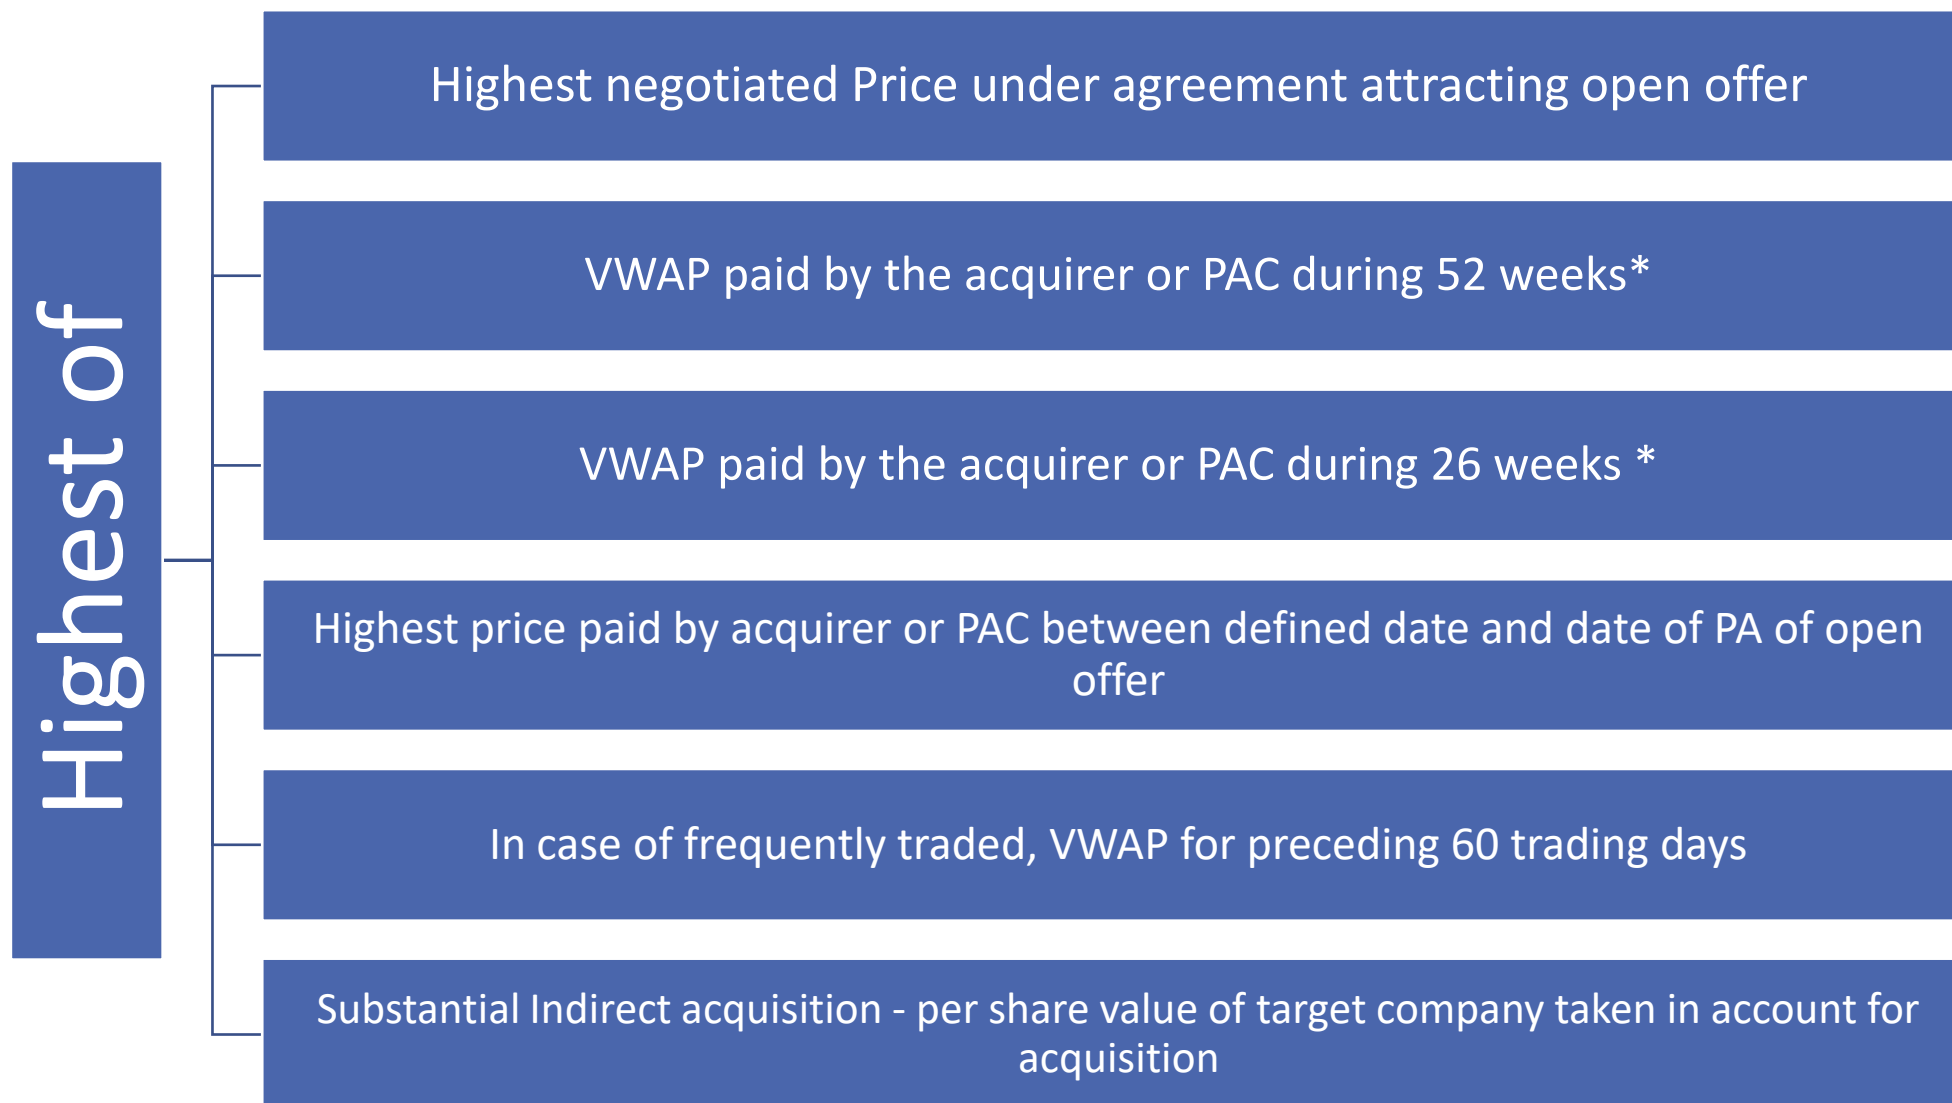 Highest of
Highest negotiated Price under agreement attracting open offer
VWAP paid by the acquirer or PAC during 52 weeks*
VWAP paid by the acquirer or PAC during 26 weeks *
Highest price paid by acquirer or PAC between defined date and date of PA of open
offer
In case of frequently traded, VWAP for preceding 60 trading days
Substantial Indirect acquisition - per share value of target company taken in account for
acquisition